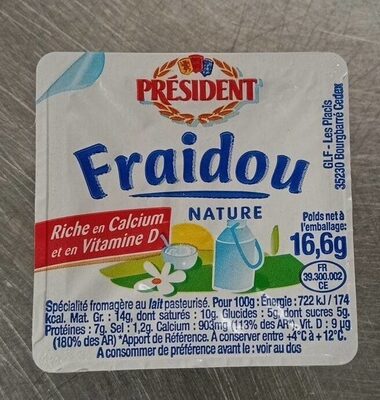 PRÉSIDENT
Fraidou
NATURE
Riche en Calcium
et en Vitamine D
GLF - Les Placis
35230 Bourgbarré Cedex
Poids net à
l'emballage:
16,6g
FR
39.300.002
CE
Spécialité fromagère au lait pasteurisé. Pour 100g : Énergie : 722 kJ / 174
kcal. Mat. Gr. : 14g, dont saturés : 10g. Glucides : 5g, dont sucres 5g.
Protéines : 7g. Sel : 1,2g. Calcium : 903mg (113% des AR*). Vit. D : 9 µg
(180% des AR) *Apport de Référence. À conserver entre +4°C à + 12°C.
À consommer de préférence avant le : voir au dos